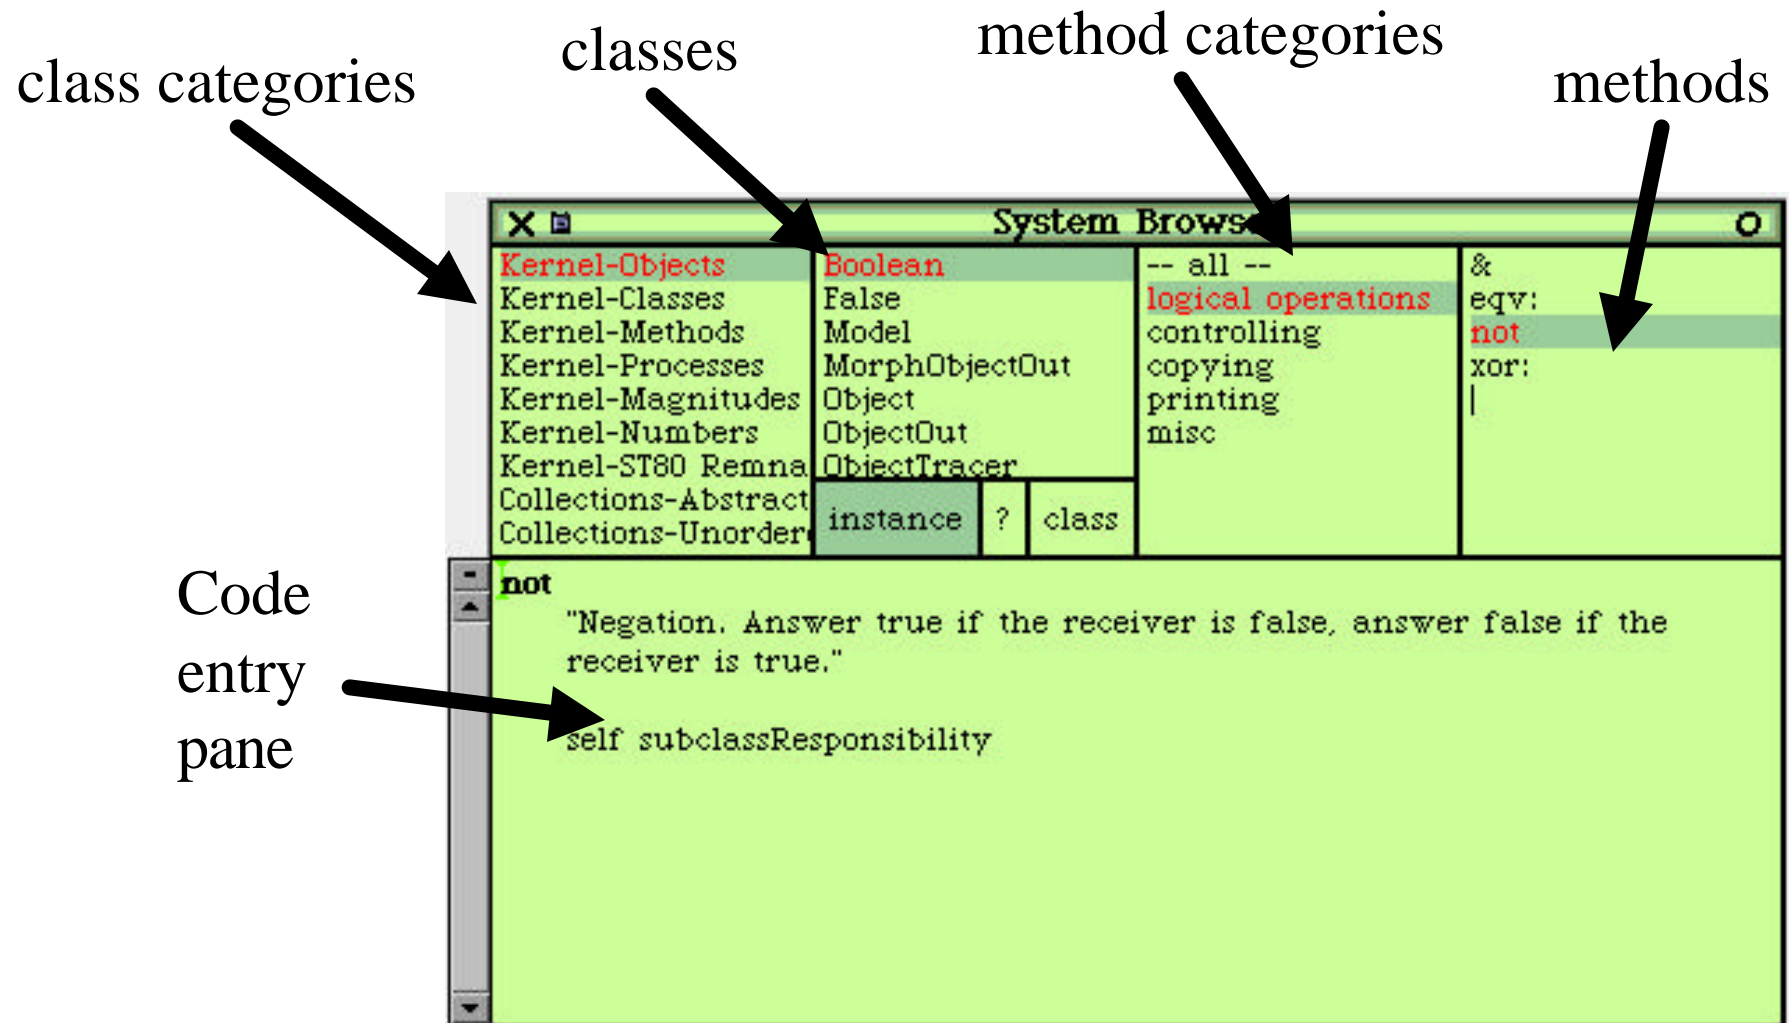 class categories
classes
method categories
methods
System Brows
Kernel-Objects
Kernel-Classes
Kernel-Methods
Kernel-Processes
Kernel-Magnitudes
Kernel-Numbers
Kernel-ST80 Remna
Collections-Abstract
Collections-Unorder
Boolean
False
Model
MorphObjectOut
Object
ObjectOut
ObjectTracer
instance
?
class
-- all --
logical operations
controlling
copying
printing
misc
&
eqv:
not
xor:
Code
entry
pane
not
"Negation. Answer true if the receiver is false, answer false if the
receiver is true."
self subclassResponsibility